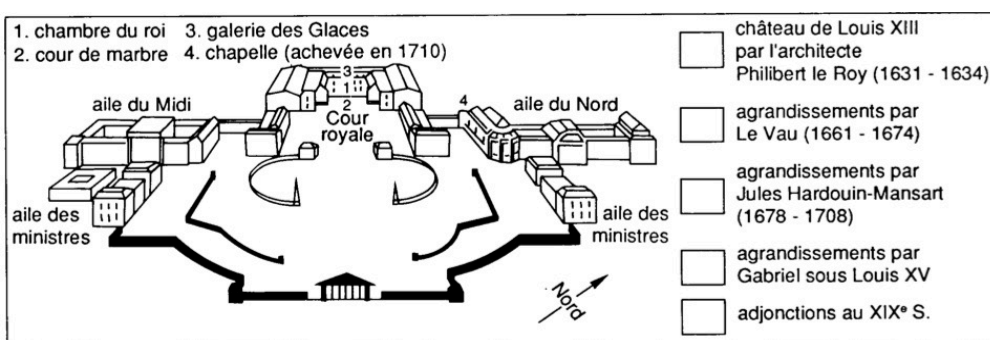 1. chambre du roi 3. galerie des Glaces
2. cour de marbre 4. chapelle (achevée en 1710)
3
1
2
aile du Midi
Cour
royale
4
aile du Nord
aile des
ministres
aile des
ministres
Nord
château de Louis XIII
par l'architecte
Philibert le Roy (1631 - 1634)
agrandissements par
Le Vau (1661 - 1674)
agrandissements par
Jules Hardouin-Mansart
(1678 - 1708)
agrandissements par
Gabriel sous Louis XV
adjonctions au XIXe S.